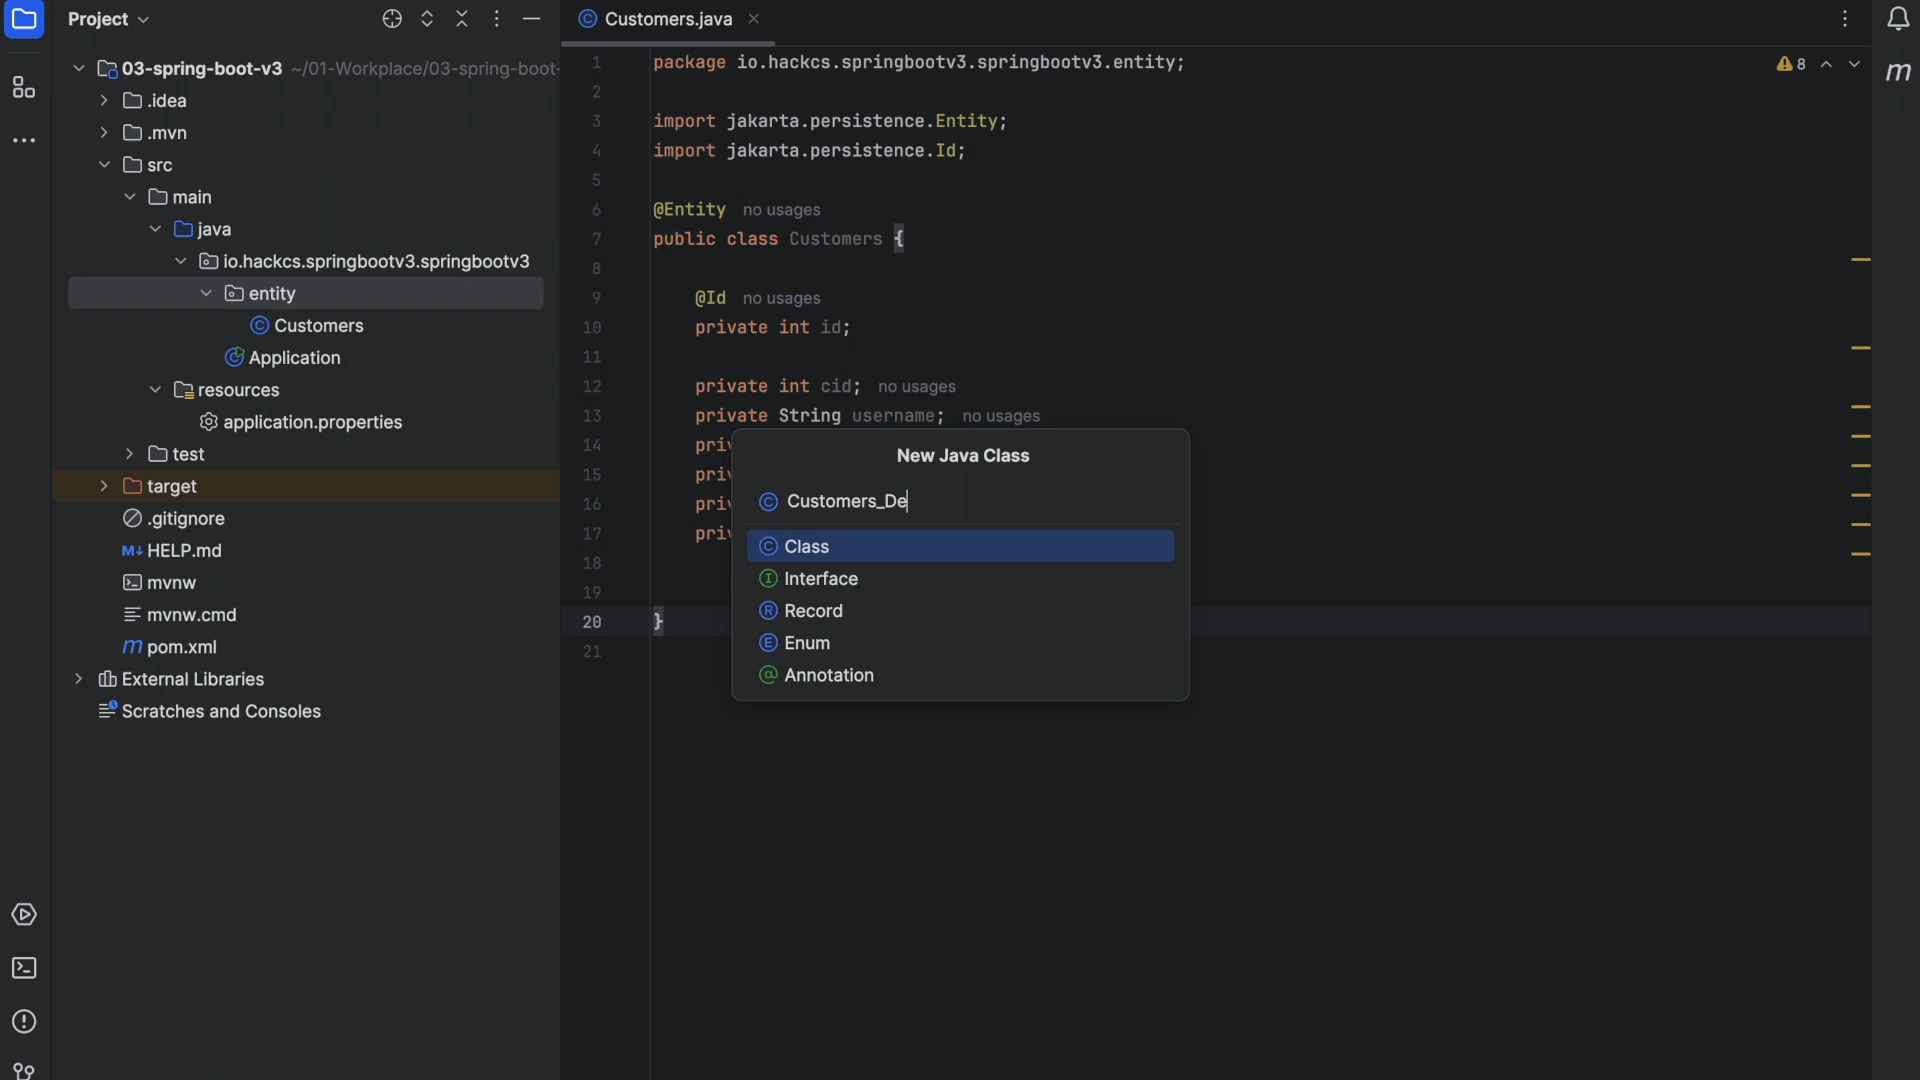 Project
03-spring-boot-v3 ~/01-Workplace/03-spring-boot-
.idea
.mvn
src
main
java
io.hackcs.springbootv3.springbootv3
entity
Customers
Application
resources
application.properties
test
target
.gitignore
M↓ HELP.md
mvnw
mvnw.cmd
m pom.xml
External Libraries
Scratches and Consoles
C Customers.java
8
m
1 package io.hackcs.springbootv3.springbootv3.entity;
2
3 import jakarta.persistence.Entity;
4 import jakarta.persistence.Id;
5
6 @Entity no usages
7 public class Customers {
8
9 @Id no usages
10 private int id;
11
12 private int cid; no usages
13 private String username; no usages
14 priv
15 priv
16 priv
17 priv
18
19
20 }
21
New Java Class
C Customers_De
C Class
I Interface
R Record
E Enum
@ Annotation